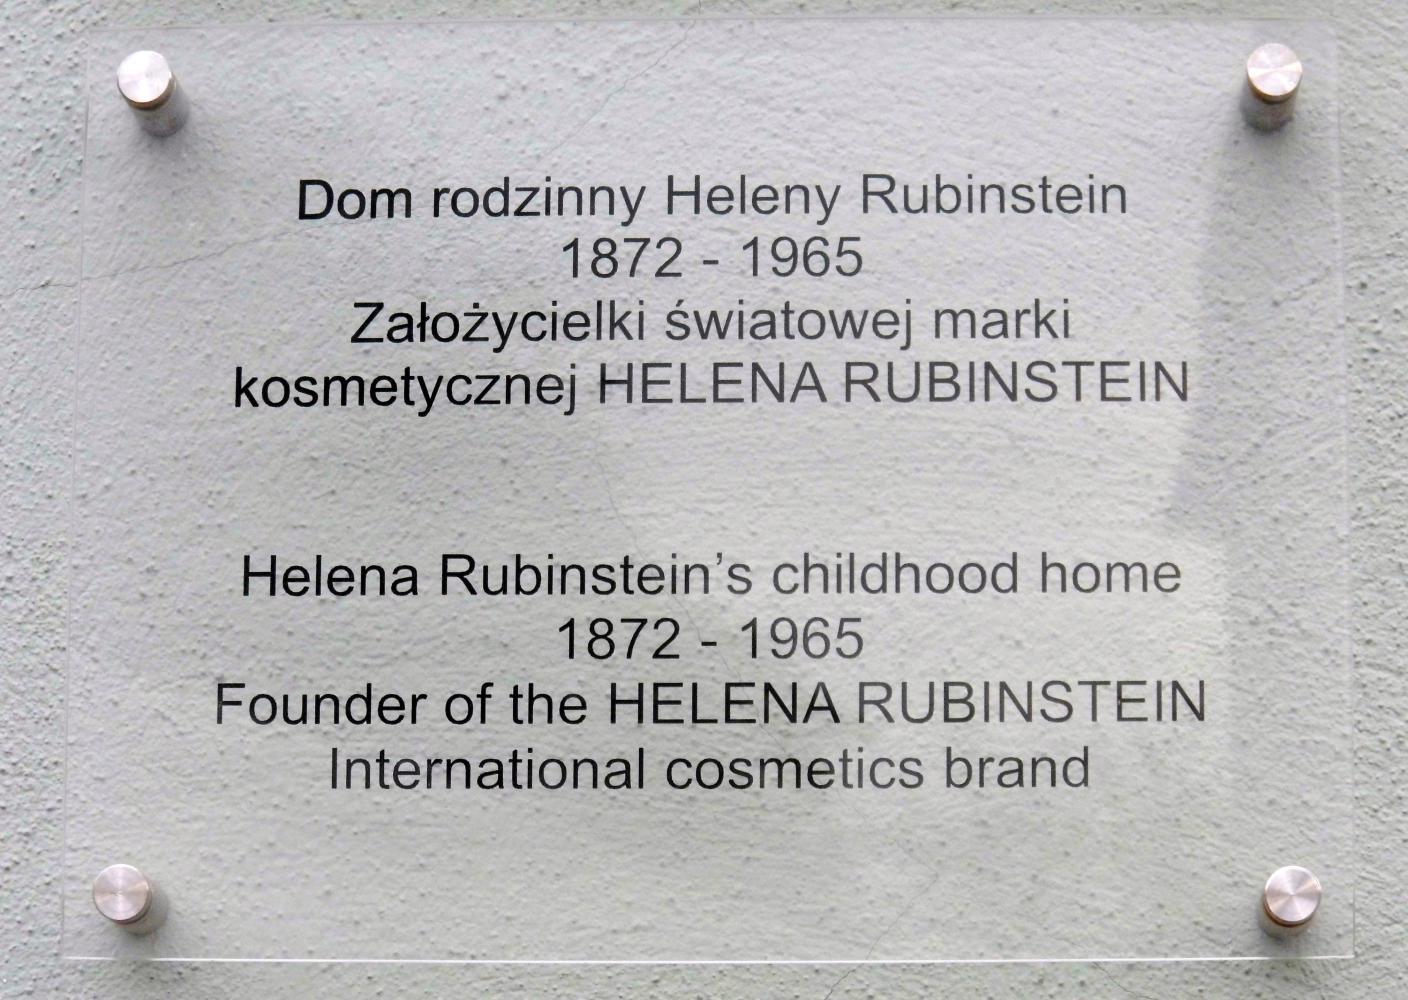 Dom rodzinny Heleny Rubinstein
1872 - 1965
Założycielki światowej marki
kosmetycznej HELENA RUBINSTEIN
Helena Rubinstein’s childhood home
1872 - 1965
Founder of the HELENA RUBINSTEIN
International cosmetics brand